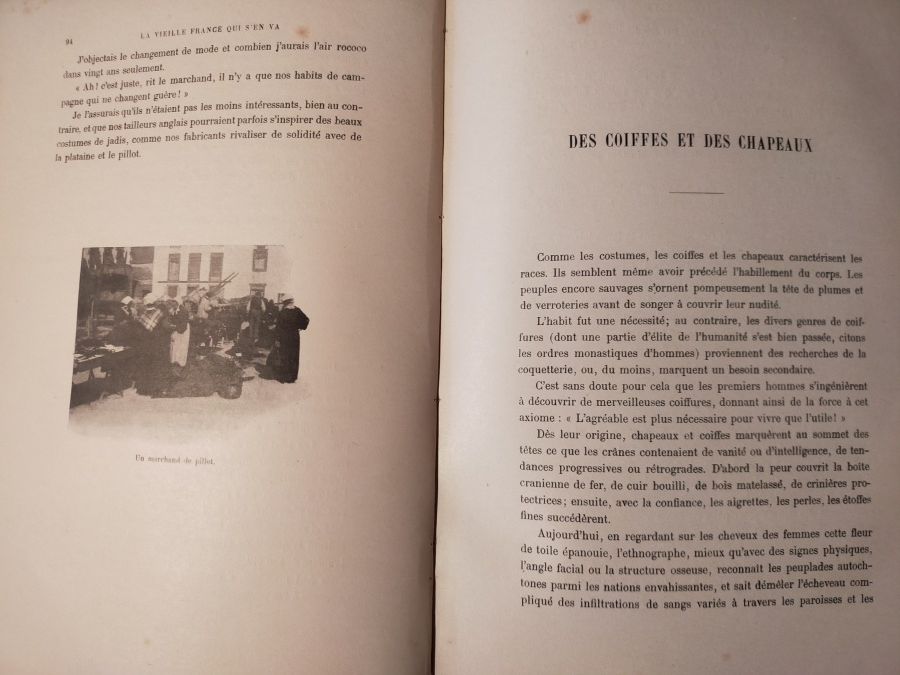 94
LA VIEILLE FRANCE QUI S'EN VA
J'objectais le changement de mode et combien j'aurais l'air rococo
dans vingt ans seulement.
« Ah! c'est juste, rit le marchand, il n'y a que nos habits de cam-
pagne qui ne changent guère! »
Je l'assurais qu'ils n'étaient pas les moins intéressants, bien au con-
traire, et que nos tailleurs anglais pourraient parfois s'inspirer des beaux
costumes de jadis, comme nos fabricants rivaliser de solidité avec de
la plataine et le pillot.
Un marchand de pillot.
DES COIFFES ET DES CHAPEAUX
Comme les costumes, les coiffes et les chapeaux caractérisent les
races. Ils semblent même avoir précédé l'habillement du corps. Les
peuples encore sauvages s'ornent pompeusement la tête de plumes et
de verroteries avant de songer à couvrir leur nudité.
L'habit fut une nécessité; au contraire, les divers genres de coif-
fures (dont une partie d'élite de l'humanité s'est bien passée, citons
les ordres monastiques d'hommes) proviennent des recherches de la
coquetterie, ou, du moins, marquent un besoin secondaire.
C'est sans doute pour cela que les premiers hommes s'ingénièrent
à découvrir de merveilleuses coiffures, donnant ainsi de la force à cet
axiome : « L'agréable est plus nécessaire pour vivre que l'utile! »
Dès leur origine, chapeaux et coiffes marquèrent au sommet des
têtes ce que les crânes contenaient de vanité ou d'intelligence, de ten-
dances progressives ou rétrogrades. D'abord la peur couvrit la boîte
cranienne de fer, de cuir bouilli, de bois matelassé, de crinières pro-
tectrices; ensuite, avec la confiance, les aigrettes, les perles, les étoffes
fines succédèrent.
Aujourd'hui, en regardant sur les cheveux des femmes cette fleur
de toile épanouie, l'ethnographe, mieux qu'avec des signes physiques,
l'angle facial ou la structure osseuse, reconnaît les peuplades autoch-
tones parmi les nations envahissantes, et sait démêler l'écheveau com-
pliqué des infiltrations de sangs variés à travers les paroisses et les